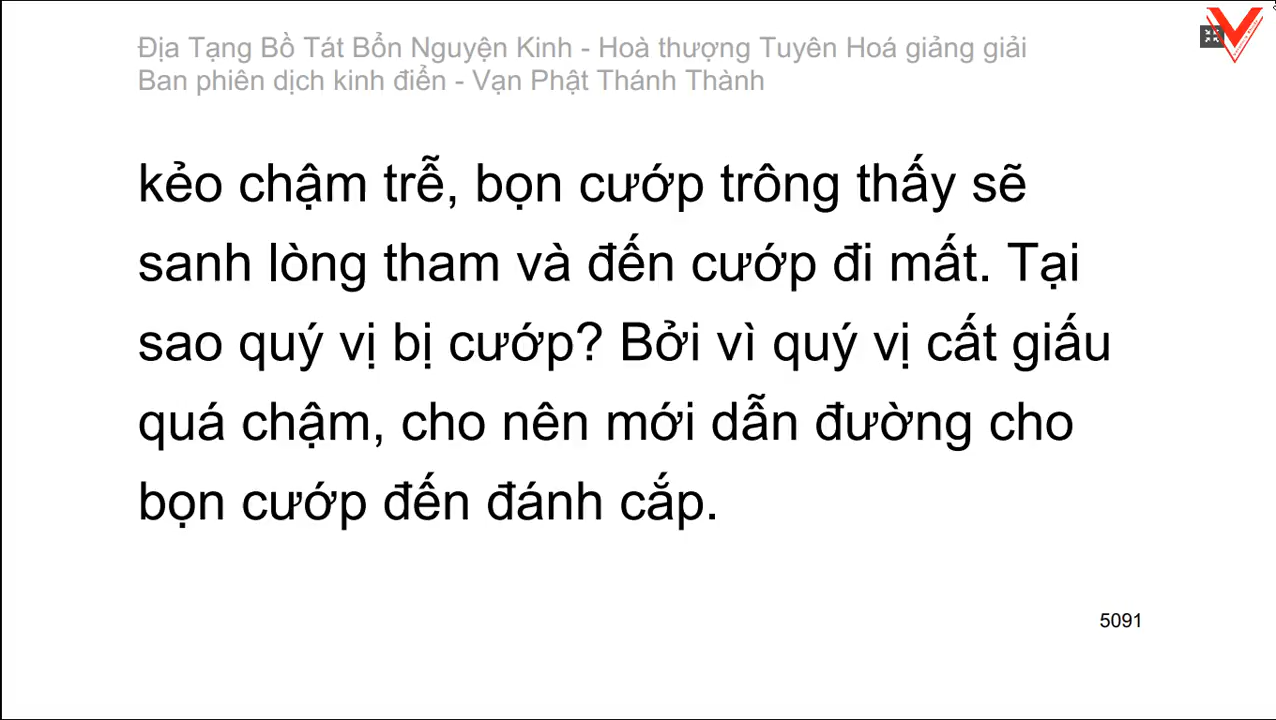 Địa Tạng Bồ Tát Bổn Nguyện Kinh - Hoà thượng Tuyên Hoá giảng giải
Ban phiên dịch kinh điển - Vạn Phật Thánh Thành
kẻo chậm trễ, bọn cướp trông thấy sẽ
sanh lòng tham và đến cướp đi mất. Tại
sao quý vị bị cướp? Bởi vì quý vị cất giấu
quá chậm, cho nên mới dẫn đường cho
bọn cướp đến đánh cắp.
5091